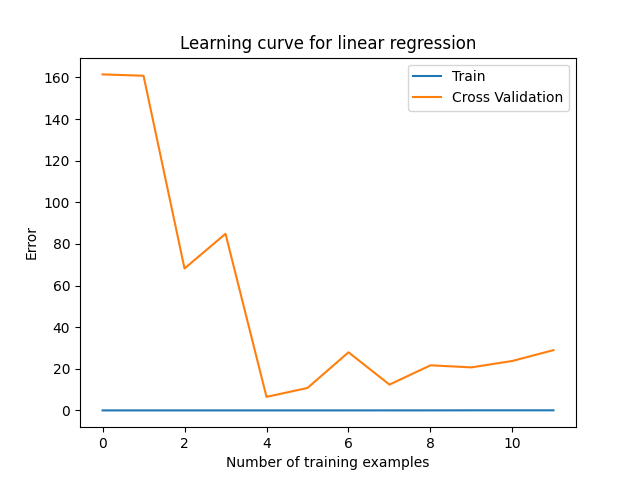 Learning curve for linear regression
Train
Cross Validation
160
140
120
100
80
60
40
20
0
Error
0 2 4 6 8 10
Number of training examples